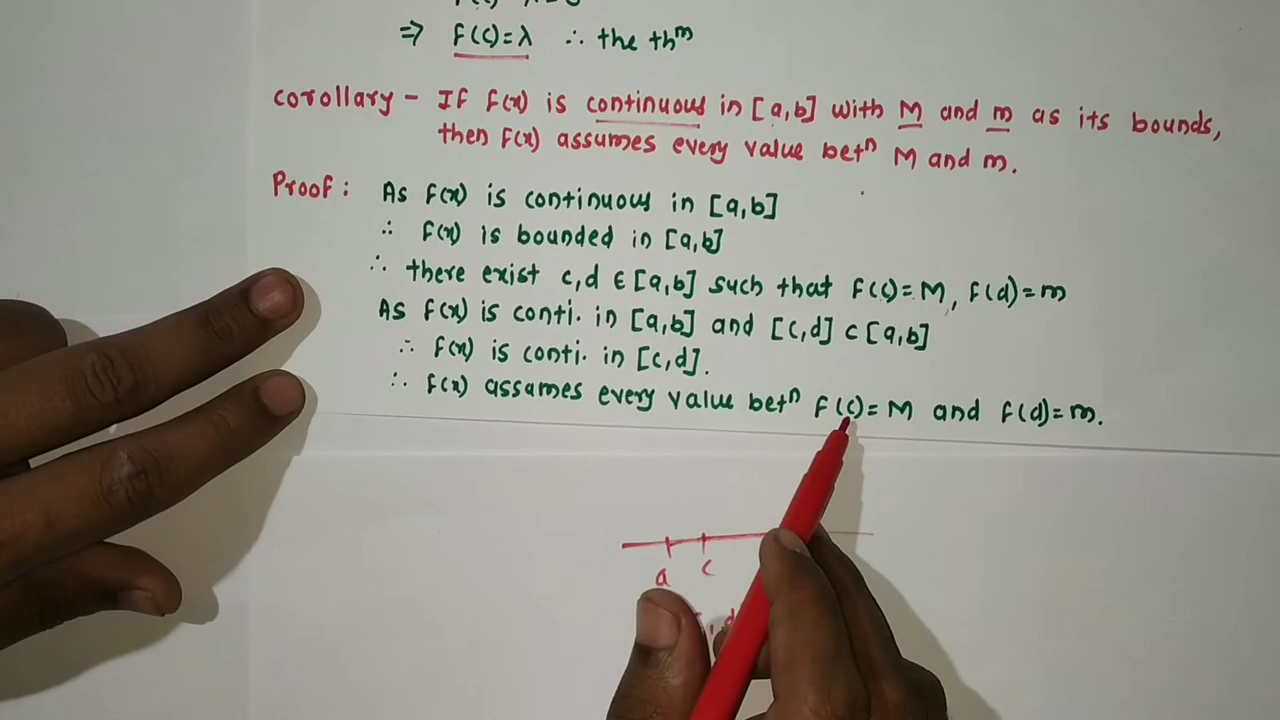 ⇒ F(c)=λ ∴ the thᵐ
corollary - If F(x) is continuous in [a,b] with M and m as its bounds,
then F(x) assumes every value betⁿ M and m.
Proof: As F(x) is continuous in [a,b]
∴ F(x) is bounded in [a,b]
∴ there exist c,d ∈ [a,b] such that F(c)=M, F(d)=m
As F(x) is conti. in [a,b] and [c,d] ⊂ [a,b]
∴ F(x) is conti. in [c,d].
∴ F(x) assumes every value betⁿ F(c)=M and F(d)=m.
a c